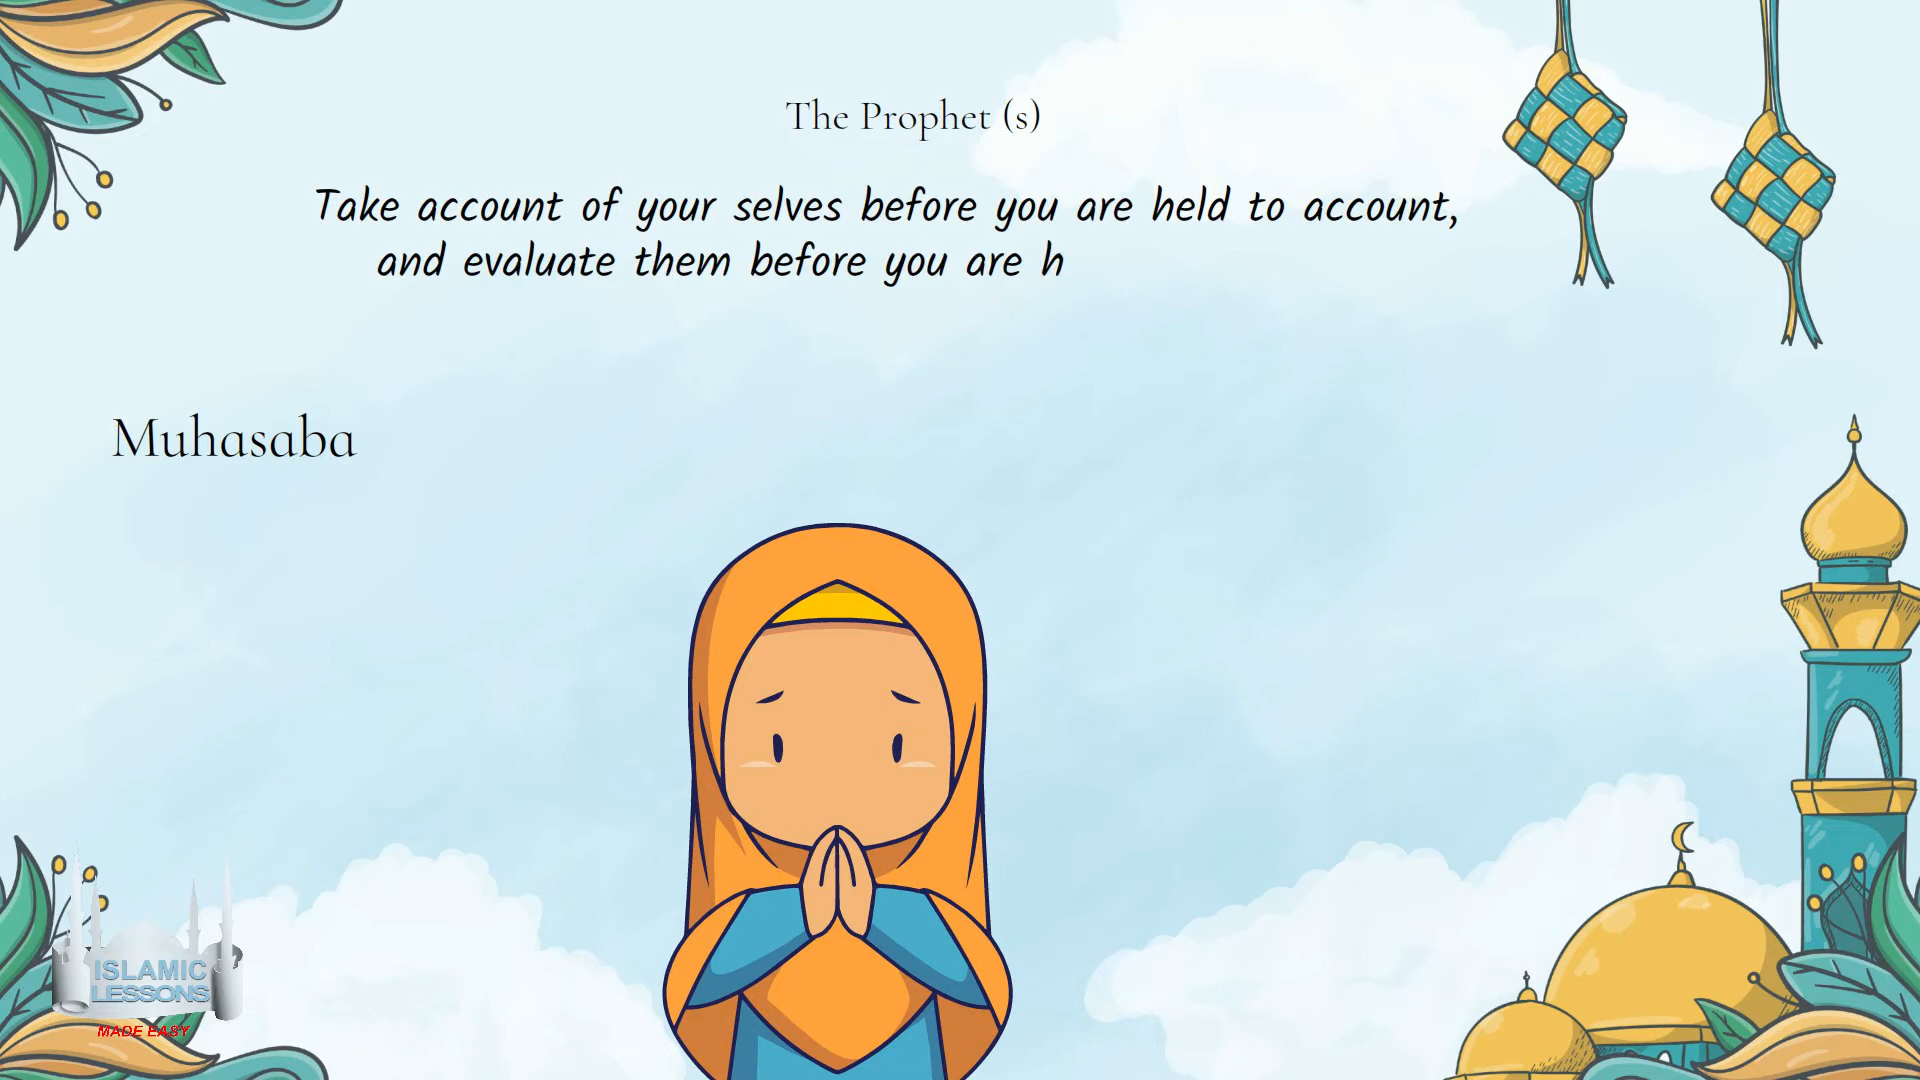 The Prophet (s)
Take account of your selves before you are held to account,
and evaluate them before you are h
Muhasaba
ISLAMIC
LESSONS
MADE EASY